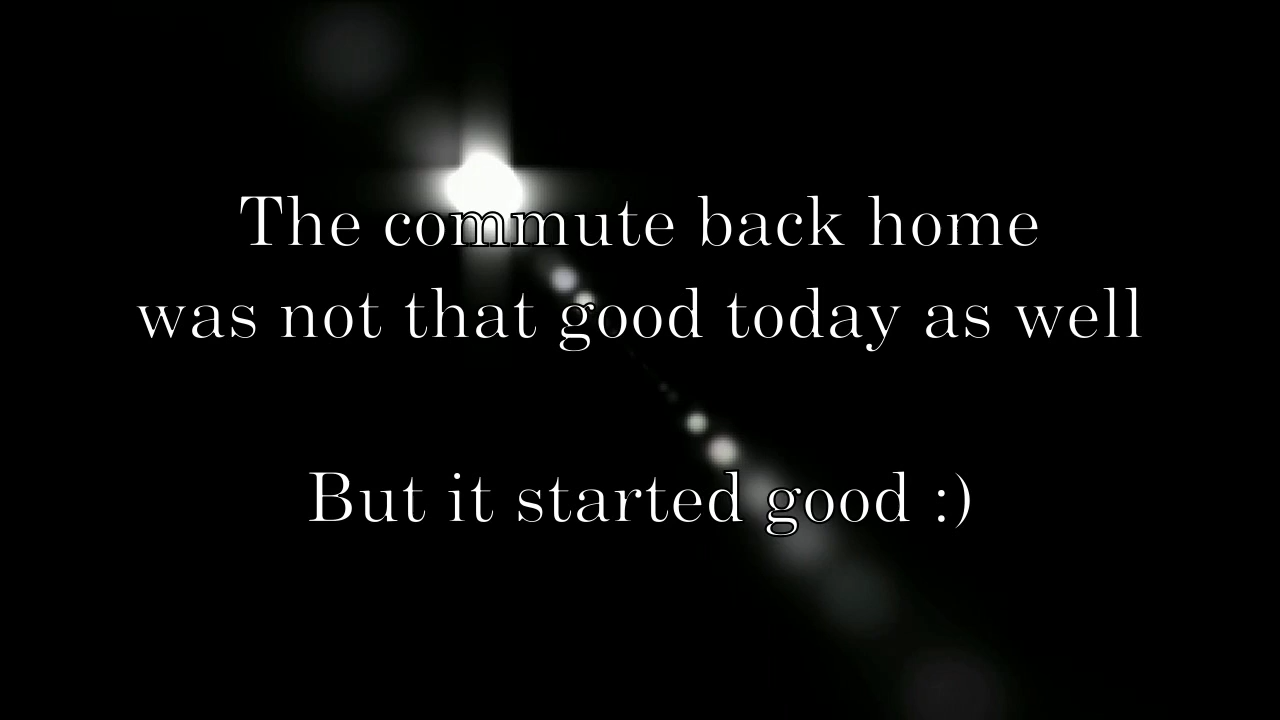 The commute back home
was not that good today as well
But it started good :)